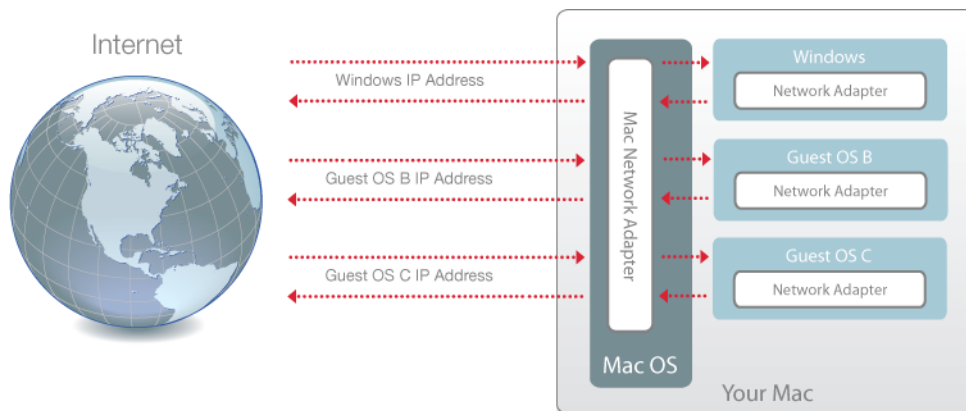 Internet
Windows IP Address
Guest OS B IP Address
Guest OS C IP Address
Mac Network Adapter
Mac OS
Windows
Network Adapter
Guest OS B
Network Adapter
Guest OS C
Network Adapter
Your Mac